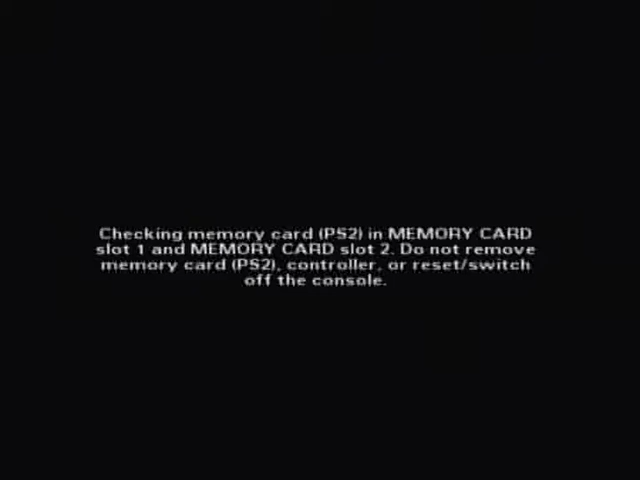 Checking memory card (PS2) in MEMORY CARD
slot 1 and MEMORY CARD slot 2. Do not remove
memory card (PS2), controller, or reset/switch
off the console.